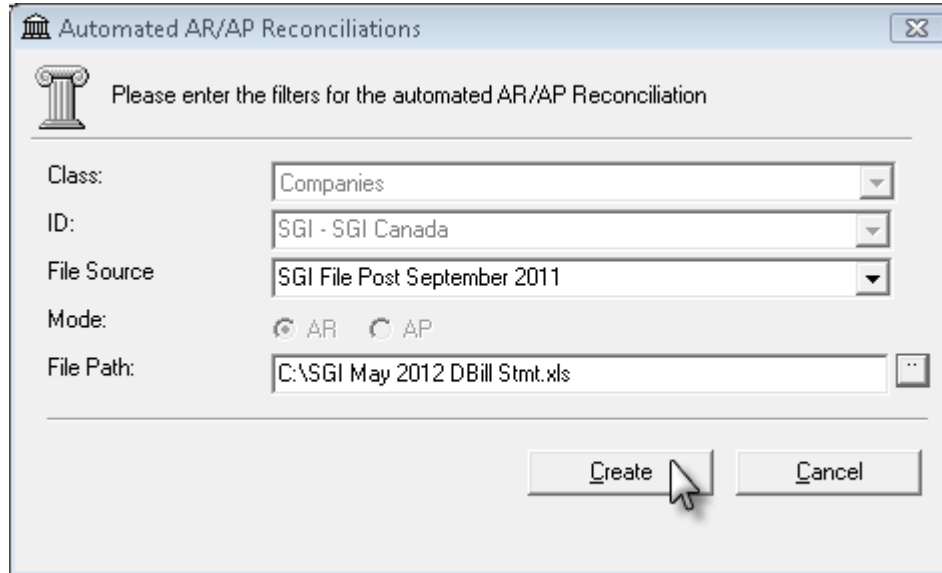 Automated AR/AP Reconciliations
Please enter the filters for the automated AR/AP Reconciliation
Class: Companies
ID: SGI - SGI Canada
File Source SGI File Post September 2011
Mode: AR AP
File Path: C:\SGI May 2012 DBill Stmt.xls ..
Create Cancel